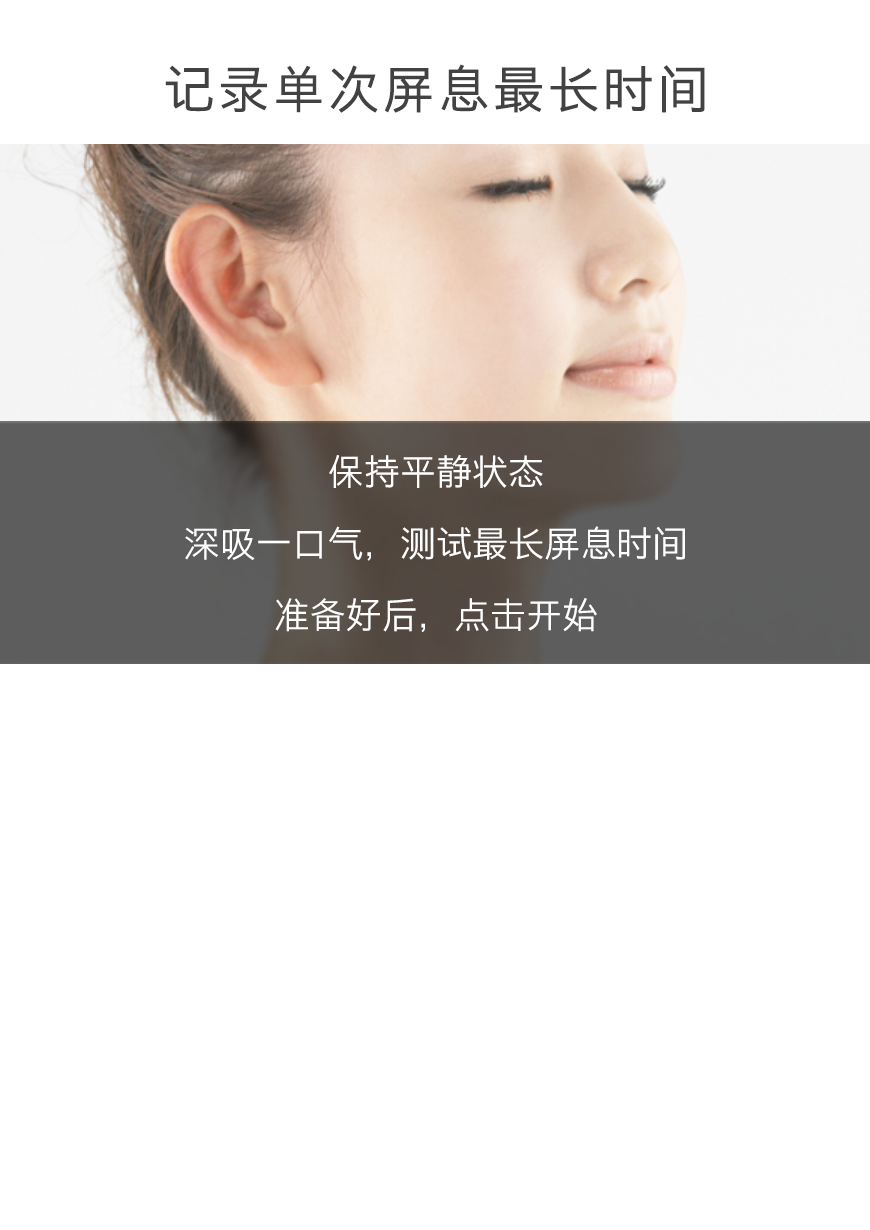 记录单次屏息最长时间
保持平静状态
深吸一口气，测试最长屏息时间
准备好后，点击开始